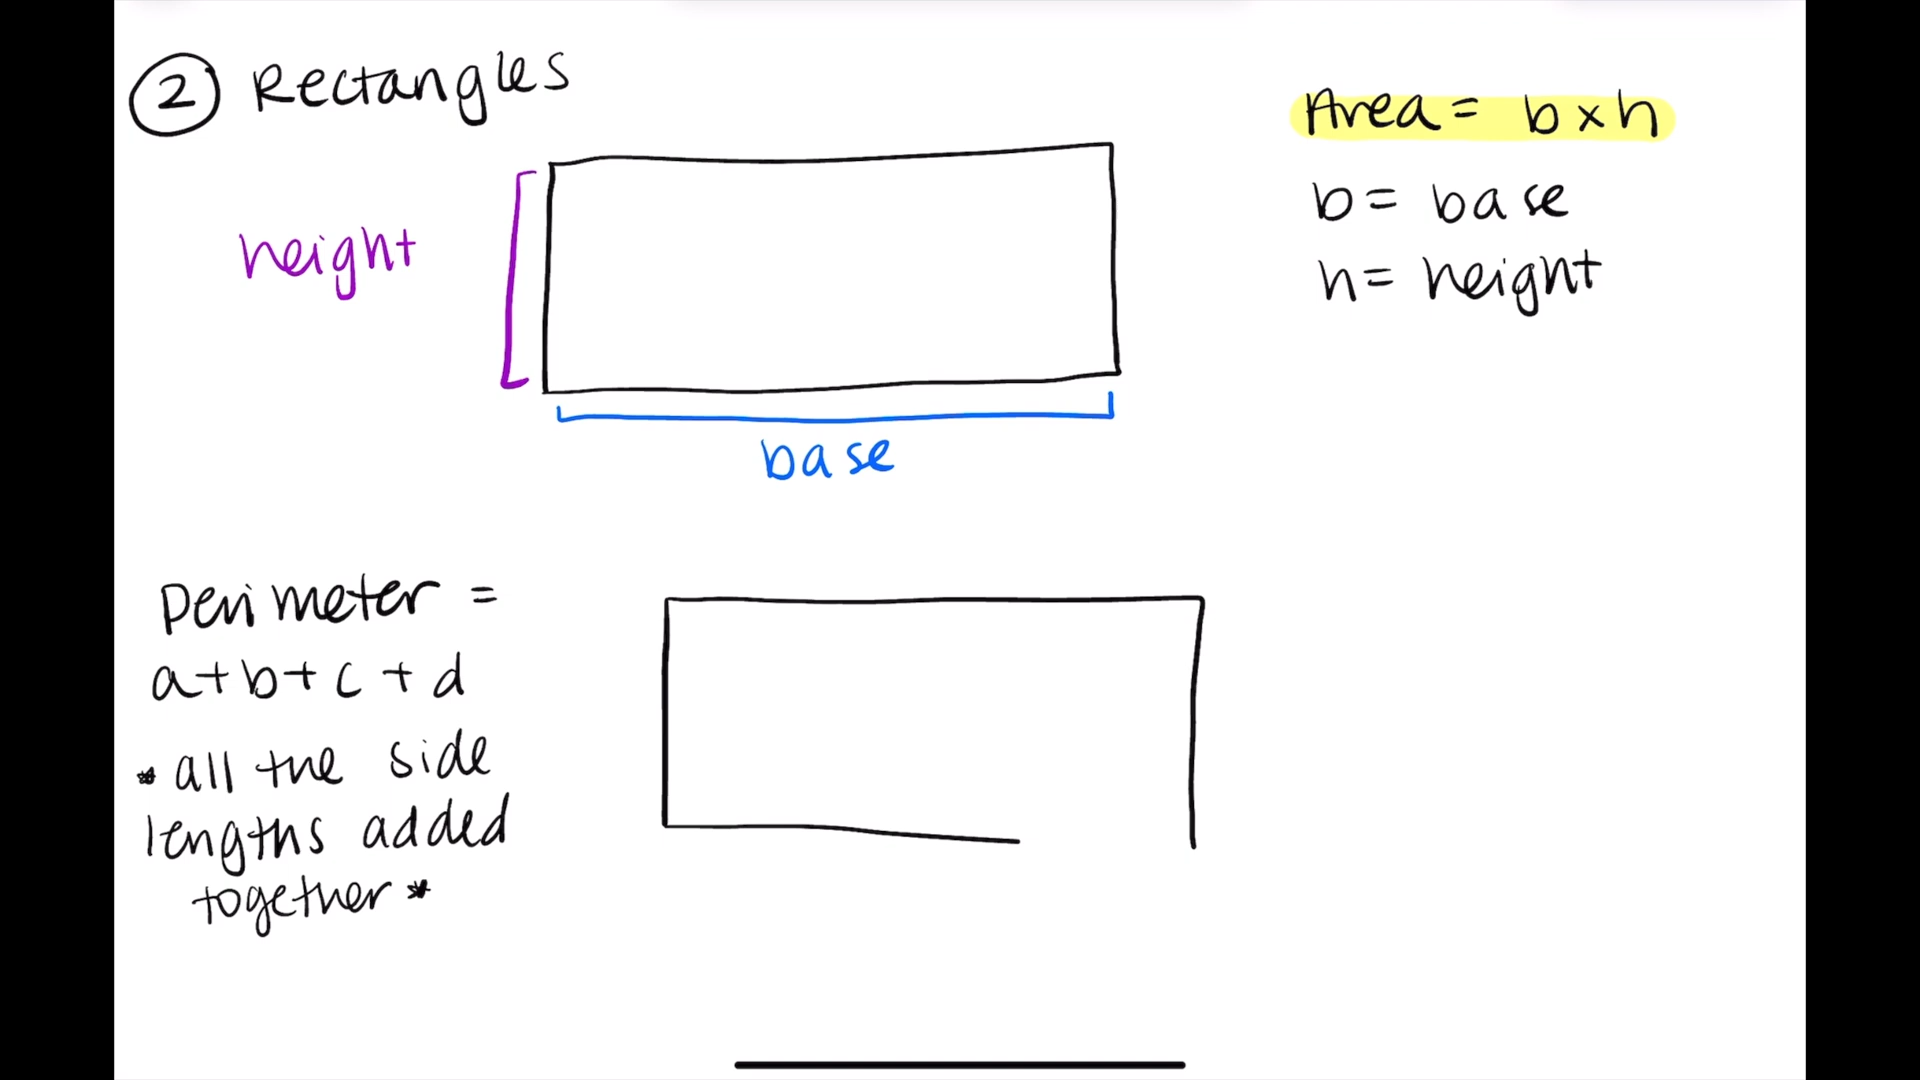 2 Rectangles
Area = b x h
b = base
h = height
height
base
Perimeter =
a + b + c + d
* all the side
lengths added
together *